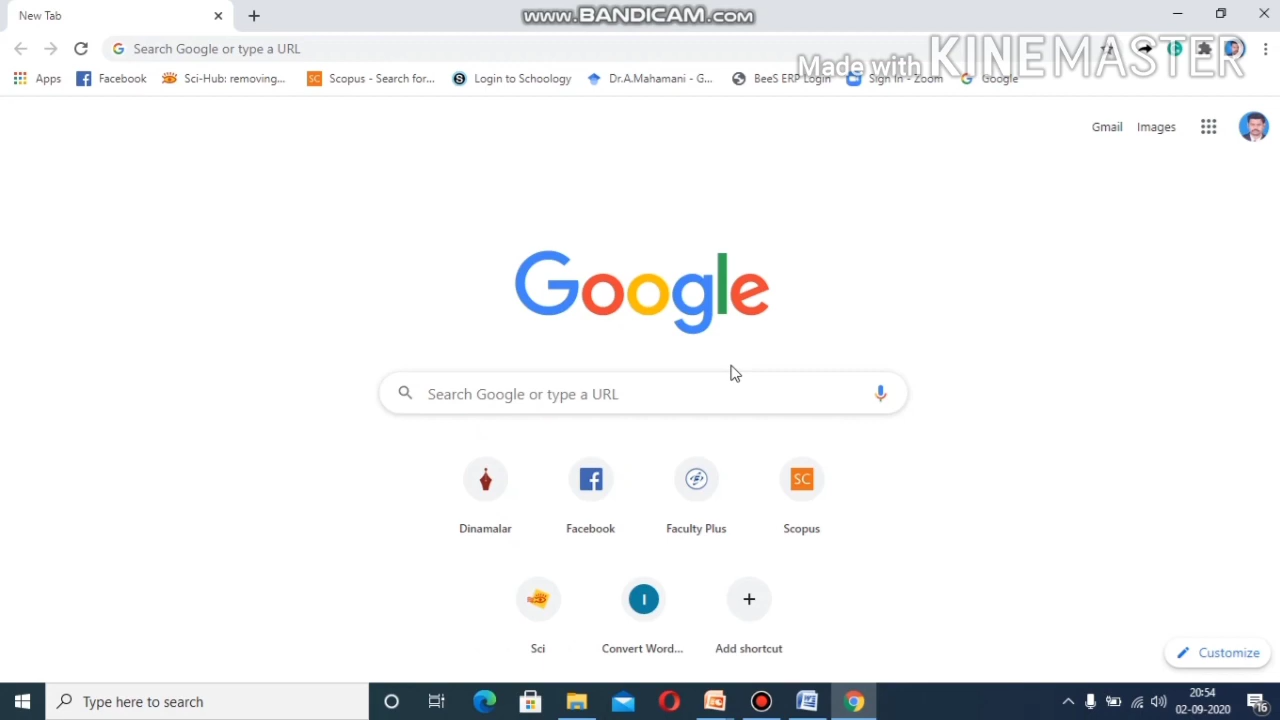 New Tab
www.BANDICAM.com
Search Google or type a URL
Made with KINEMASTER
Apps Facebook Sci-Hub: removing... SC Scopus - Search for... S Login to Schoology Dr.A.Mahamani - G... BeeS ERP Login Sign In - Zoom Google
Gmail Images
Google
Search Google or type a URL
SC
Dinamalar Facebook Faculty Plus Scopus
I
Sci Convert Word... Add shortcut
Customize
Type here to search
20:54
02-09-2020
16